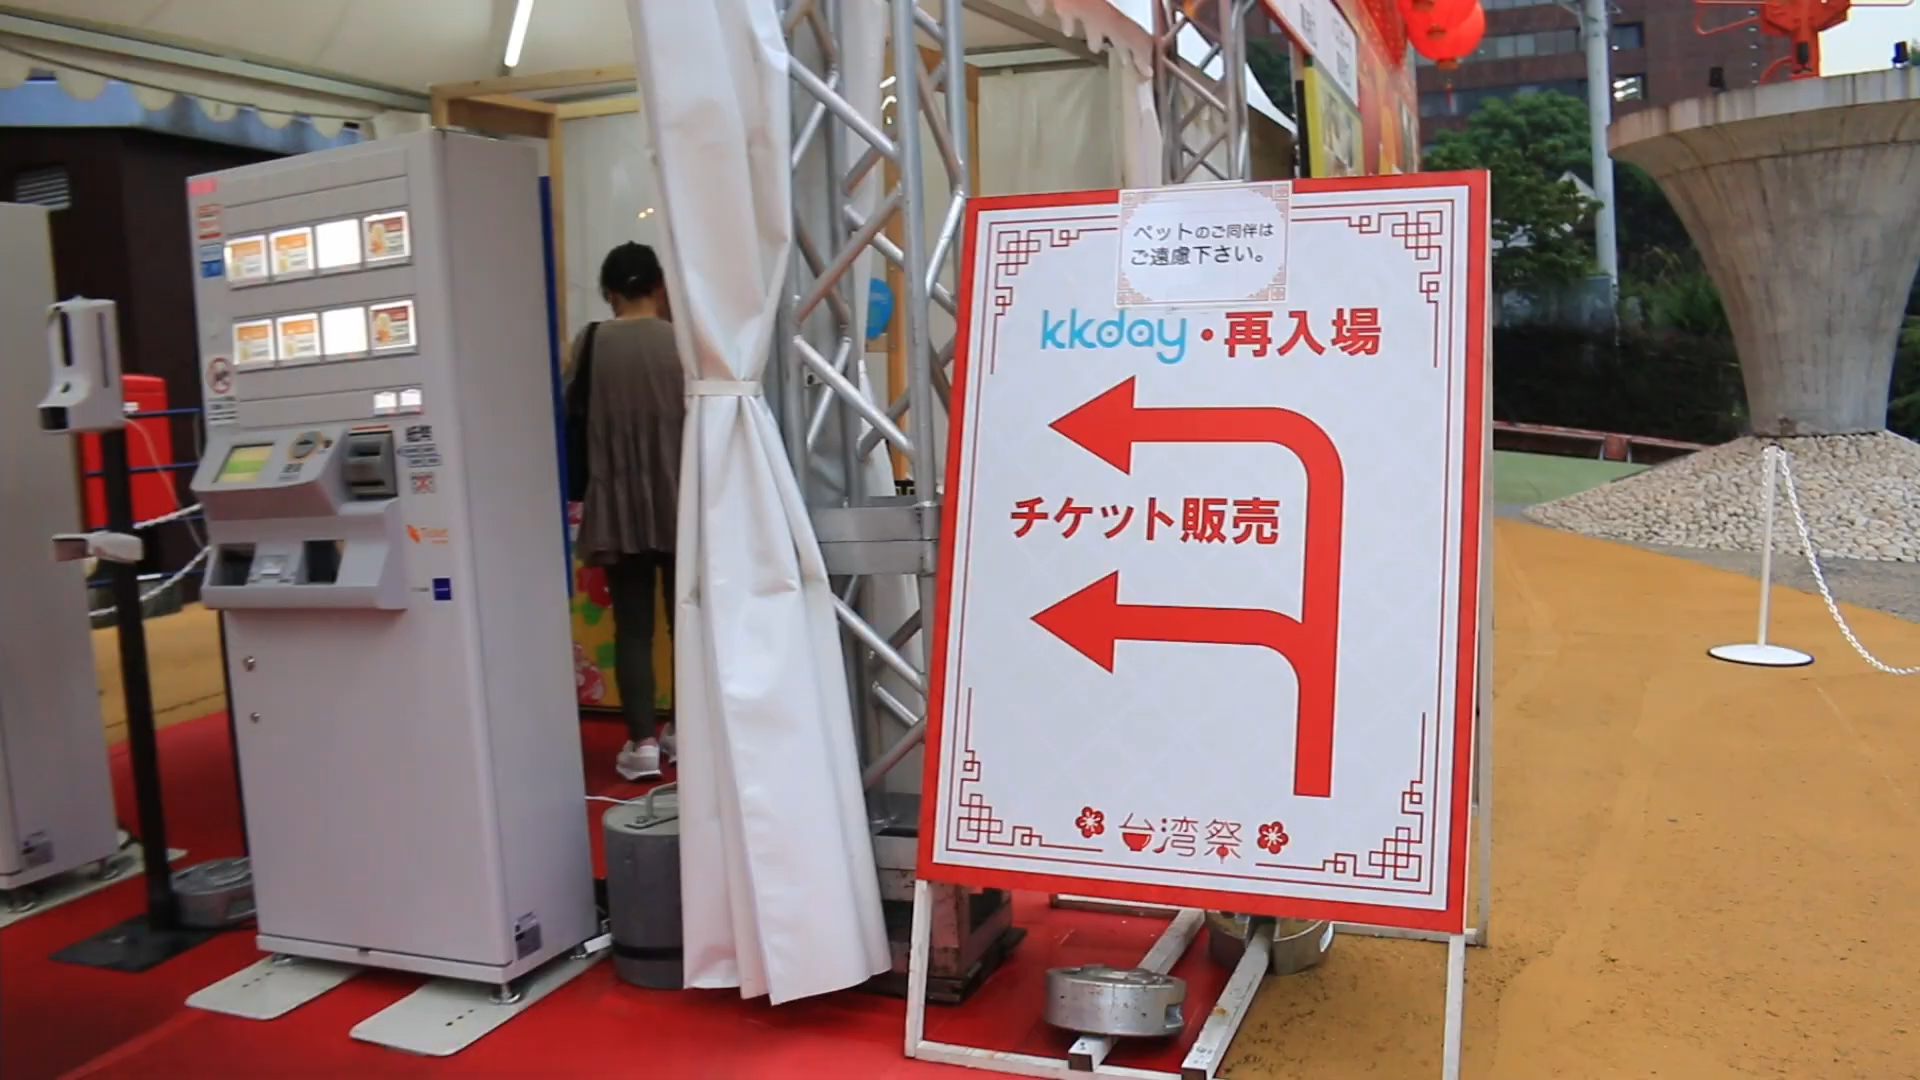 ペットのご同伴は
ご遠慮下さい。
kkday・再入場
チケット販売
台湾祭